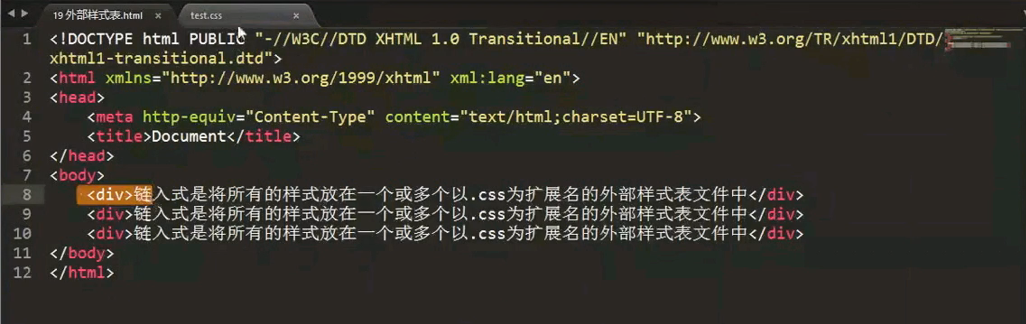 19 外部样式表.html × test.css ×
1 <!DOCTYPE html PUBLIC "-//W3C//DTD XHTML 1.0 Transitional//EN" "http://www.w3.org/TR/xhtml1/DTD/
xhtml1-transitional.dtd">
2 <html xmlns="http://www.w3.org/1999/xhtml" xml:lang="en">
3 <head>
4 <meta http-equiv="Content-Type" content="text/html;charset=UTF-8">
5 <title>Document</title>
6 </head>
7 <body>
8 <div>链入式是将所有的样式放在一个或多个以.css为扩展名的外部样式表文件中</div>
9 <div>链入式是将所有的样式放在一个或多个以.css为扩展名的外部样式表文件中</div>
10 <div>链入式是将所有的样式放在一个或多个以.css为扩展名的外部样式表文件中</div>
11 </body>
12 </html>